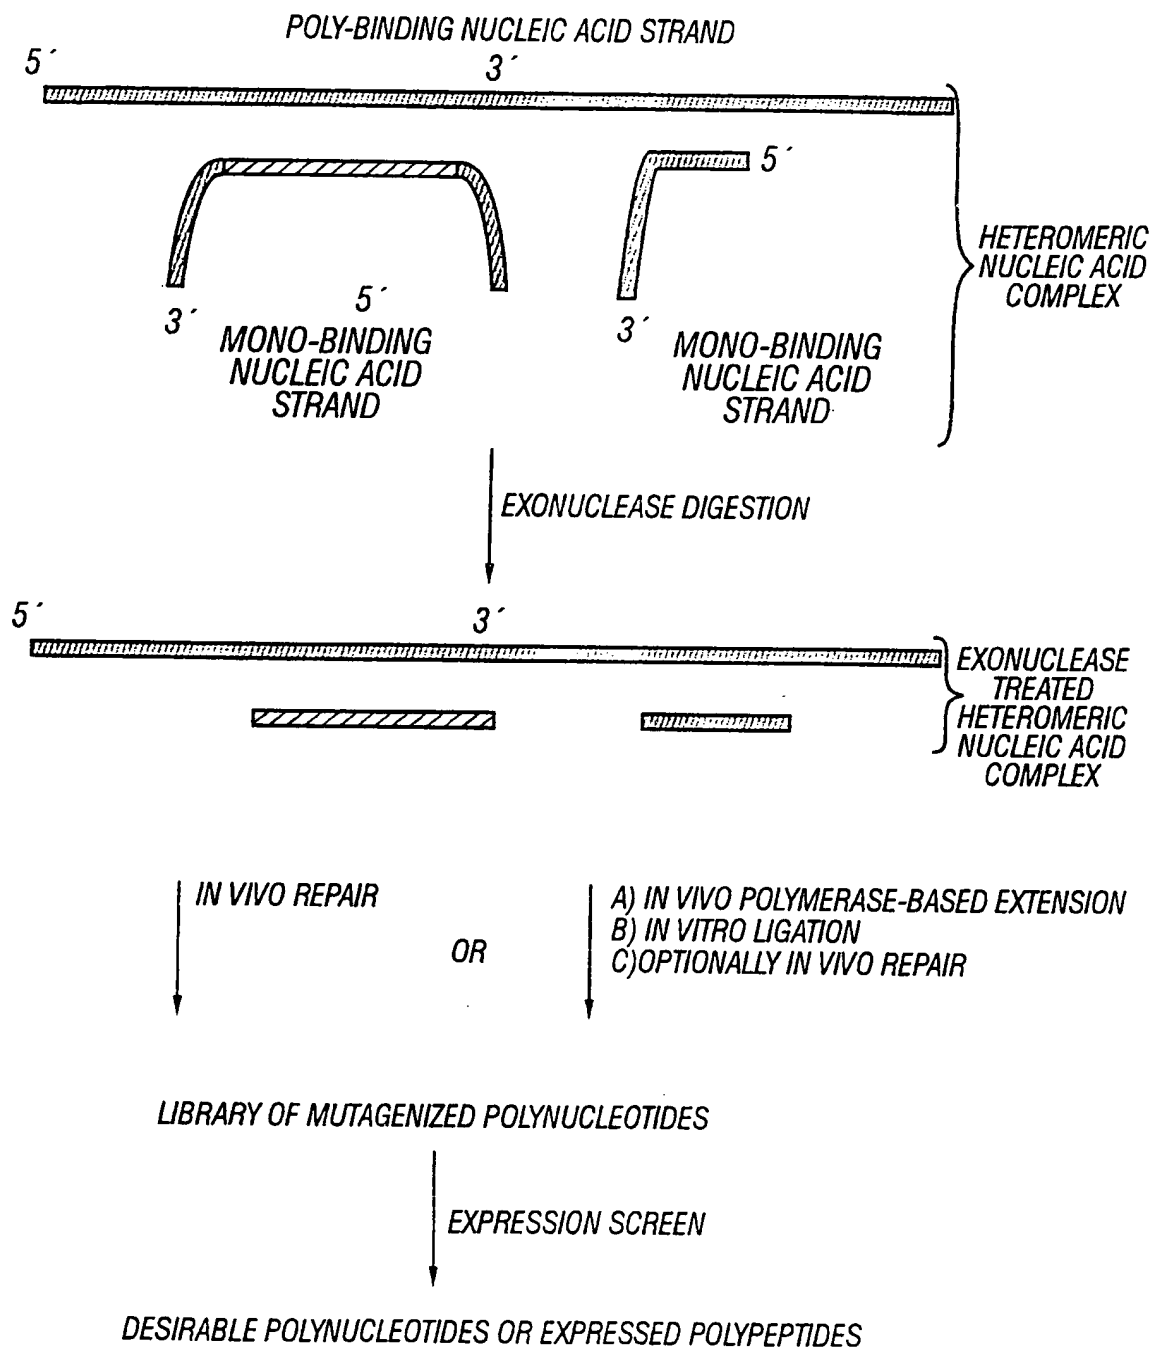 POLY-BINDING NUCLEIC ACID STRAND
5´
3´
5´
3´
5´
3´
MONO-BINDING
NUCLEIC ACID
STRAND
MONO-BINDING
NUCLEIC ACID
STRAND
HETEROMERIC
NUCLEIC ACID
COMPLEX
EXONUCLEASE DIGESTION
5´
3´
EXONUCLEASE
TREATED
HETEROMERIC
NUCLEIC ACID
COMPLEX
IN VIVO REPAIR
OR
A) IN VIVO POLYMERASE-BASED EXTENSION
B) IN VITRO LIGATION
C)OPTIONALLY IN VIVO REPAIR
LIBRARY OF MUTAGENIZED POLYNUCLEOTIDES
EXPRESSION SCREEN
DESIRABLE POLYNUCLEOTIDES OR EXPRESSED POLYPEPTIDES